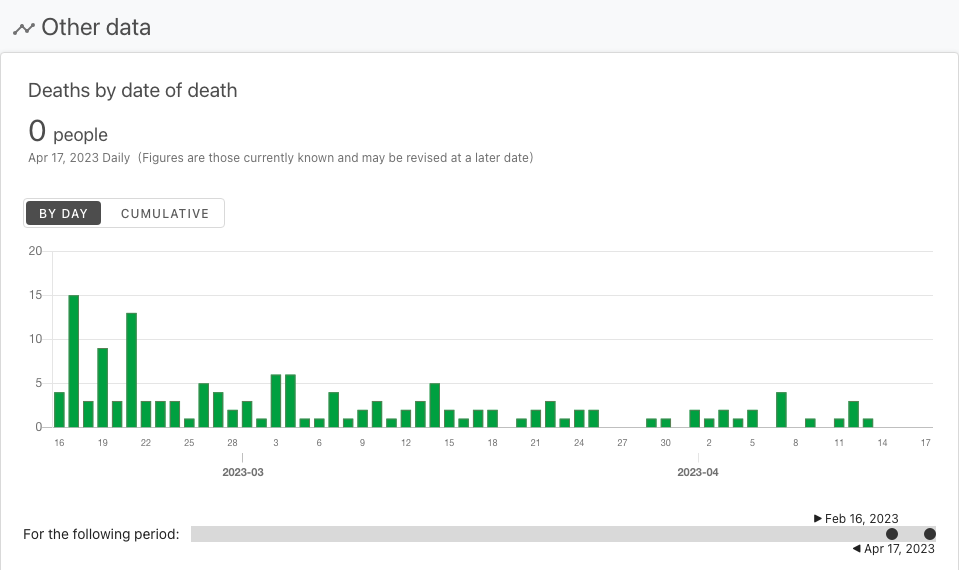 Other data
Deaths by date of death
0 people
Apr 17, 2023 Daily (Figures are those currently known and may be revised at a later date)
BY DAY CUMULATIVE
20
15
10
5
0
16 19 22 25 28 3 6 9 12 15 18 21 24 27 30 2 5 8 11 14 17
2023-03 2023-04
▶ Feb 16, 2023
For the following period:
◀ Apr 17, 2023